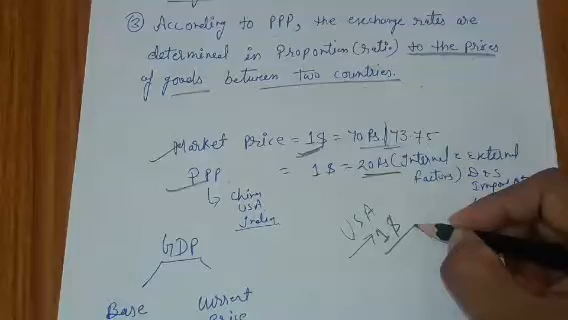 ③ According to PPP, the exchange rates are
determined in Proportion (ratio) to the prices
of goods between two countries.
Market price = 1$ = 70 Rs. / 73.75
PPP = 1$ = 20 Rs (Internal & External
factors) D & S
China
USA
India
USA
→ 1$
GDP
Base Current
Price